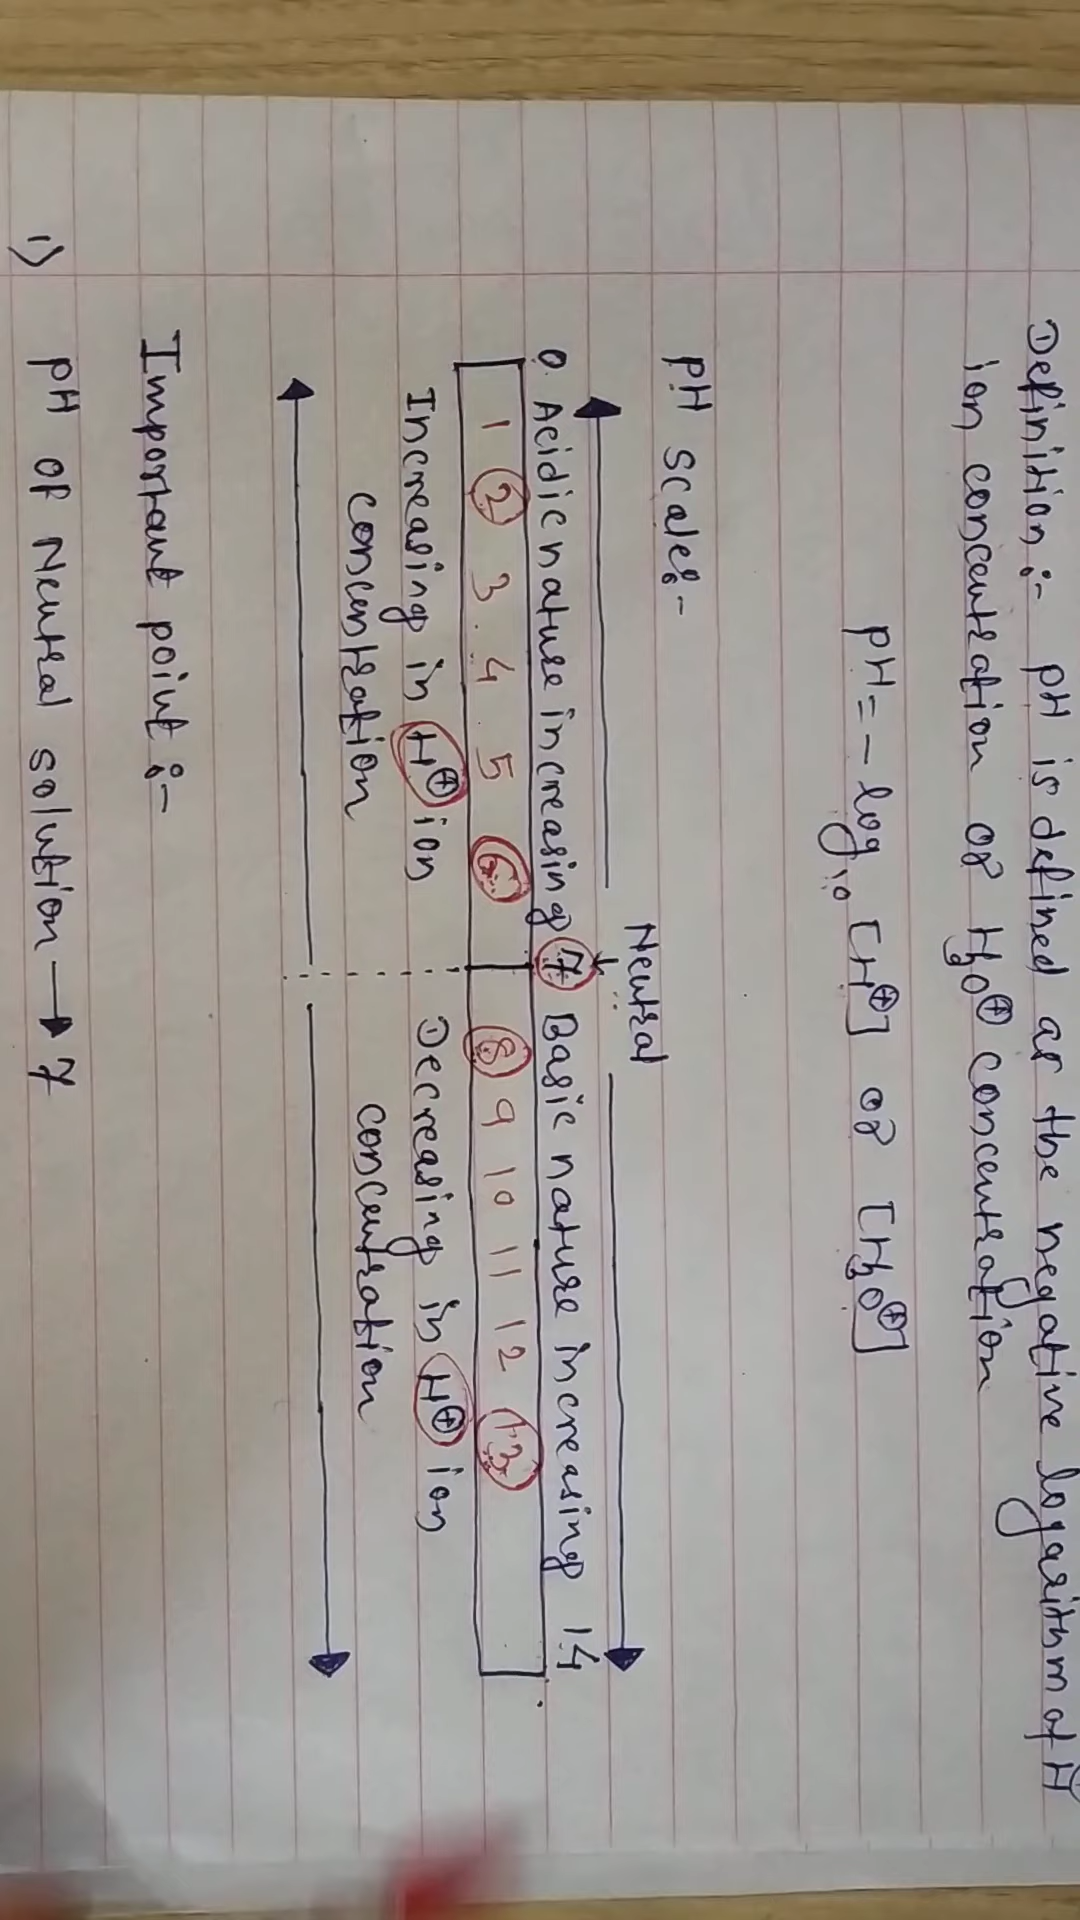 Definition :- pH is defined as the negative logarithm of H
ion concentration or H₃O⊕ concentration
pH = - log₁₀ [H⊕] or [H₃O⊕]
pH scale:-
Neutral
0 Acidic nature increasing 7 Basic nature increasing 14
1 2 3 4 5 6 8 9 10 11 12 13
Increasing in H⊕ ion Decreasing in H⊕ ion
concentration concentration
Important point :-
1) pH of Neutral solution → 7